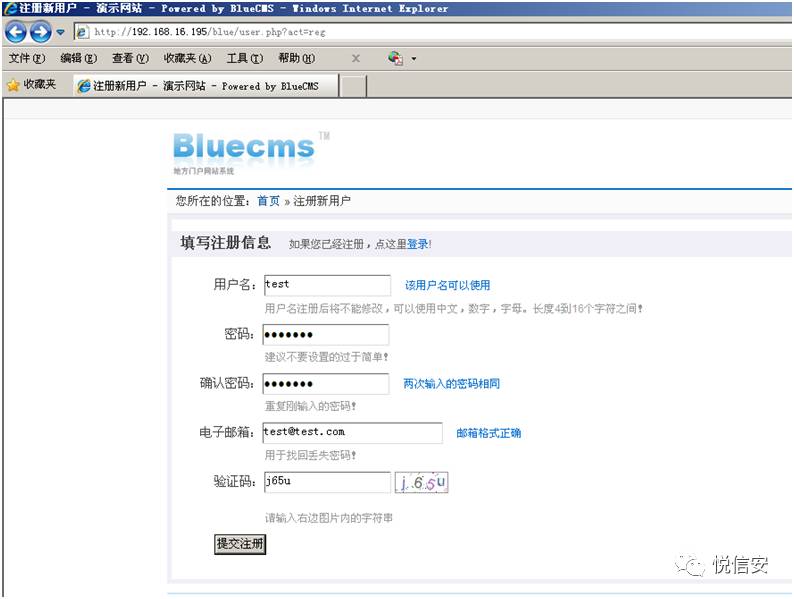 注册新用户 - 演示网站 - Powered by BlueCMS - Windows Internet Explorer
http://192.168.16.195/blue/user.php?act=reg
文件(F) 编辑(E) 查看(V) 收藏夹(A) 工具(T) 帮助(H) x
收藏夹 注册新用户 - 演示网站 - Powered by BlueCMS
Bluecms TM
地方门户网站系统
您所在的位置：首页 » 注册新用户
填写注册信息 如果您已经注册，点这里登录!
用户名： test 该用户名可以使用
用户名注册后将不能修改，可以使用中文，数字，字母。长度4到16个字符之间!
密码： •••••••
建议不要设置的过于简单!
确认密码： ••••••• 两次输入的密码相同
重复刚输入的密码!
电子邮箱： test@test.com 邮箱格式正确
用于找回丢失密码!
验证码： j65u j65u
请输入右边图片内的字符串
提交注册
悦信安